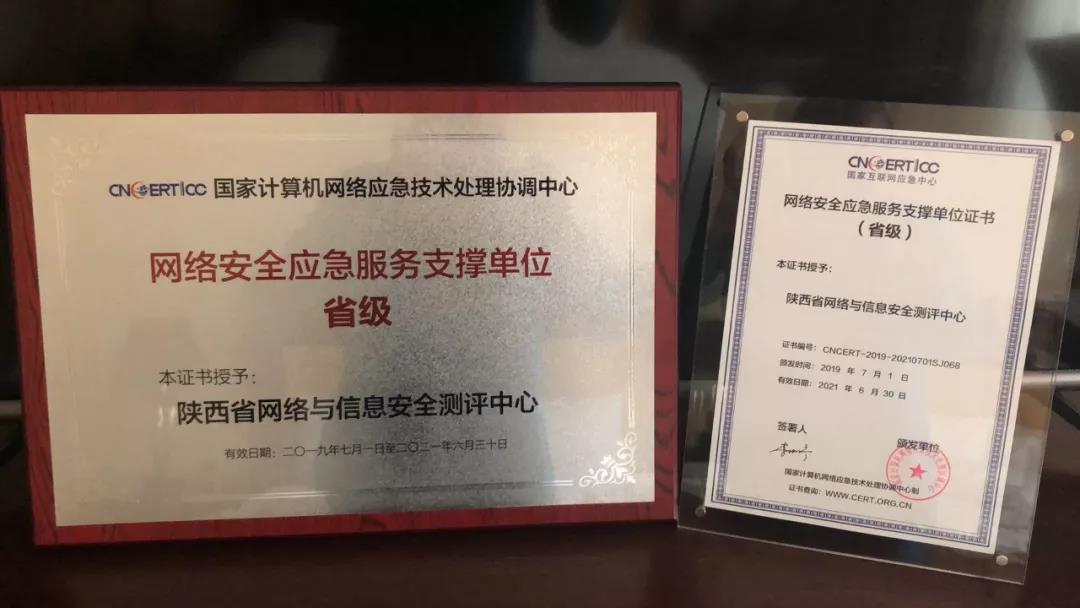 CNCERT/CC 国家计算机网络应急技术处理协调中心
网络安全应急服务支撑单位
省级
本证书授予：
陕西省网络与信息安全测评中心
有效日期：二〇一九年七月一日至二〇二一年六月三十日
CNCERT/CC
国家互联网应急中心
网络安全应急服务支撑单位证书
（省级）
本证书授予：
陕西省网络与信息安全测评中心
证书编号：CNCERT-2019-20210701SJ068
颁发时间：2019 年 7 月 1 日
有效日期：2021 年 6 月 30 日
签署人
颁发单位
国家计算机网络应急技术处理协调中心制
证书查询：WWW.CERT.ORG.CN